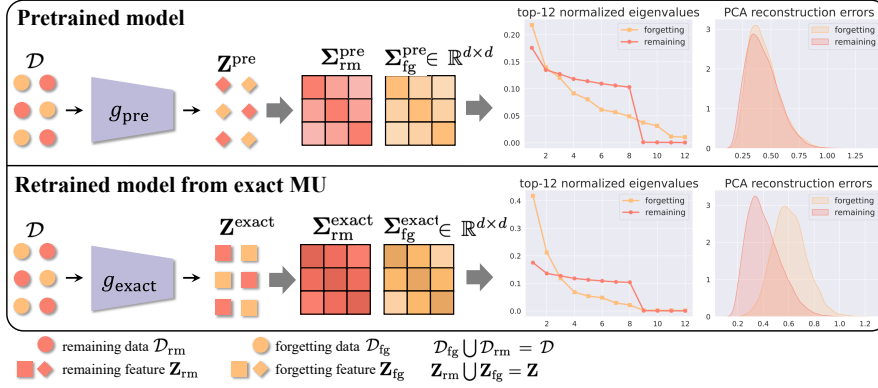 Pretrained model
𝒟
g_pre
Z^pre
Σ_rm^pre
Σ_fg^pre ∈ ℝ^{d×d}
top-12 normalized eigenvalues
forgetting
remaining
0.20
0.15
0.10
0.05
0.00
2 4 6 8 10 12
PCA reconstruction errors
forgetting
remaining
3
2
1
0
0.25 0.50 0.75 1.00 1.25
Retrained model from exact MU
𝒟
g_exact
Z^exact
Σ_rm^exact
Σ_fg^exact ∈ ℝ^{d×d}
top-12 normalized eigenvalues
forgetting
remaining
0.4
0.3
0.2
0.1
0.0
2 4 6 8 10 12
PCA reconstruction errors
forgetting
remaining
3
2
1
0
0.2 0.4 0.6 0.8 1.0 1.2
remaining data 𝒟_rm
forgetting data 𝒟_fg
𝒟_fg ⋃ 𝒟_rm = 𝒟
remaining feature Z_rm
forgetting feature Z_fg
Z_rm ⋃ Z_fg = Z